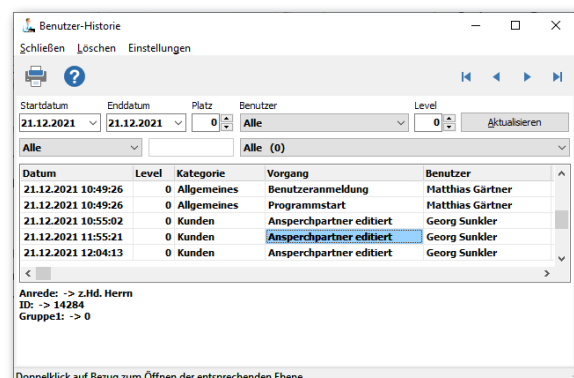 Benutzer-Historie
Schließen Löschen Einstellungen
Startdatum Enddatum Platz Benutzer Level
21.12.2021 21.12.2021 0 Alle 0 Aktualisieren
Alle Alle (0)
Datum Level Kategorie Vorgang Benutzer
21.12.2021 10:49:26 0 Allgemeines Benutzeranmeldung Matthias Gärtner
21.12.2021 10:49:26 0 Allgemeines Programmstart Matthias Gärtner
21.12.2021 10:55:02 0 Kunden Ansperchpartner editiert Georg Sunkler
21.12.2021 11:55:21 0 Kunden Ansperchpartner editiert Georg Sunkler
21.12.2021 12:04:13 0 Kunden Ansperchpartner editiert Georg Sunkler
Anrede: -> z.Hd. Herrn
ID: -> 14284
Gruppe1: -> 0
Doppelklick auf Bezug zum Öffnen der entsprechenden Ebene